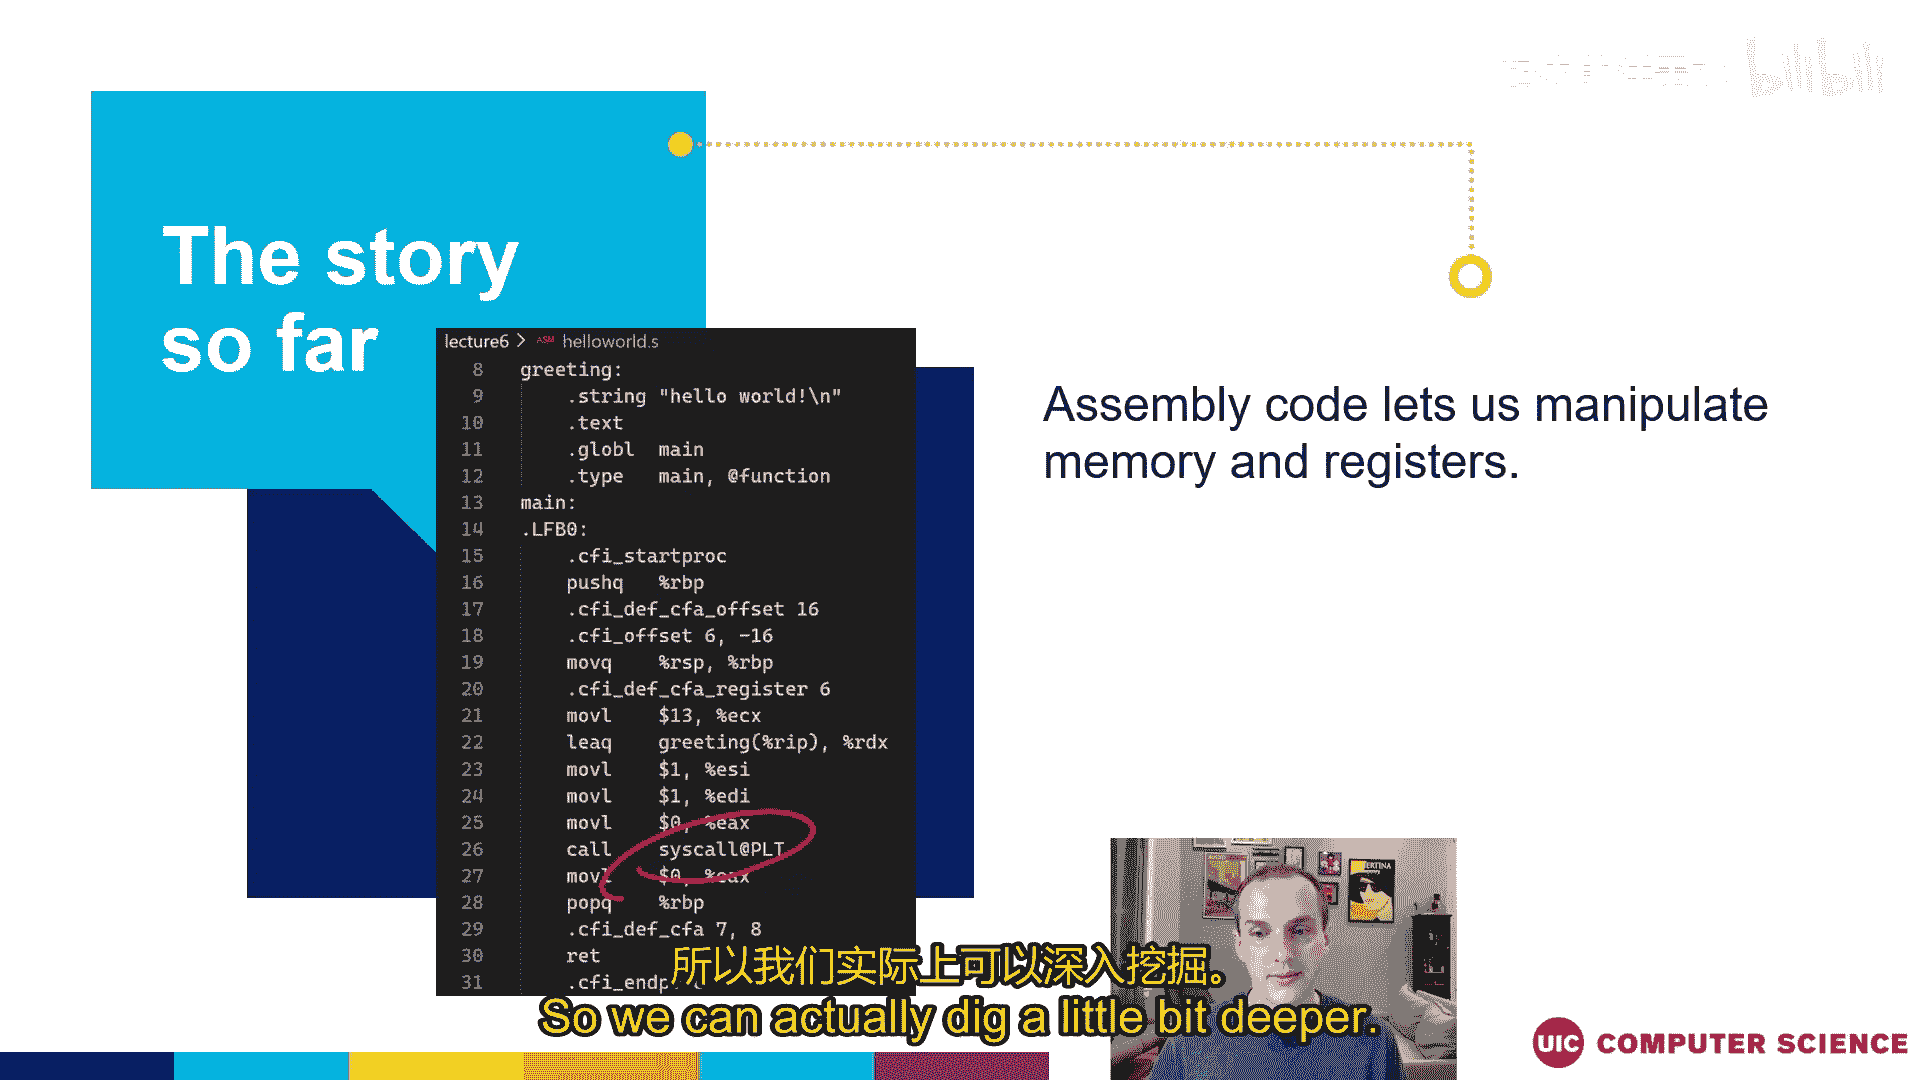 bilibili
The story
so far
lecture6 > ASM helloworld.s
8 greeting:
9 .string "hello world!\n"
10 .text
11 .globl main
12 .type main, @function
13 main:
14 .LFB0:
15 .cfi_startproc
16 pushq %rbp
17 .cfi_def_cfa_offset 16
18 .cfi_offset 6, -16
19 movq %rsp, %rbp
20 .cfi_def_cfa_register 6
21 movl $13, %ecx
22 leaq greeting(%rip), %rdx
23 movl $1, %esi
24 movl $1, %edi
25 movl $0, %eax
26 call syscall@PLT
27 movl $0, %eax
28 popq %rbp
29 .cfi_def_cfa 7, 8
30 ret
31 .cfi_endp
Assembly code lets us manipulate
memory and registers.
所以我们实际上可以深入挖掘。
So we can actually dig a little bit deeper.
UIC COMPUTER SCIENCE